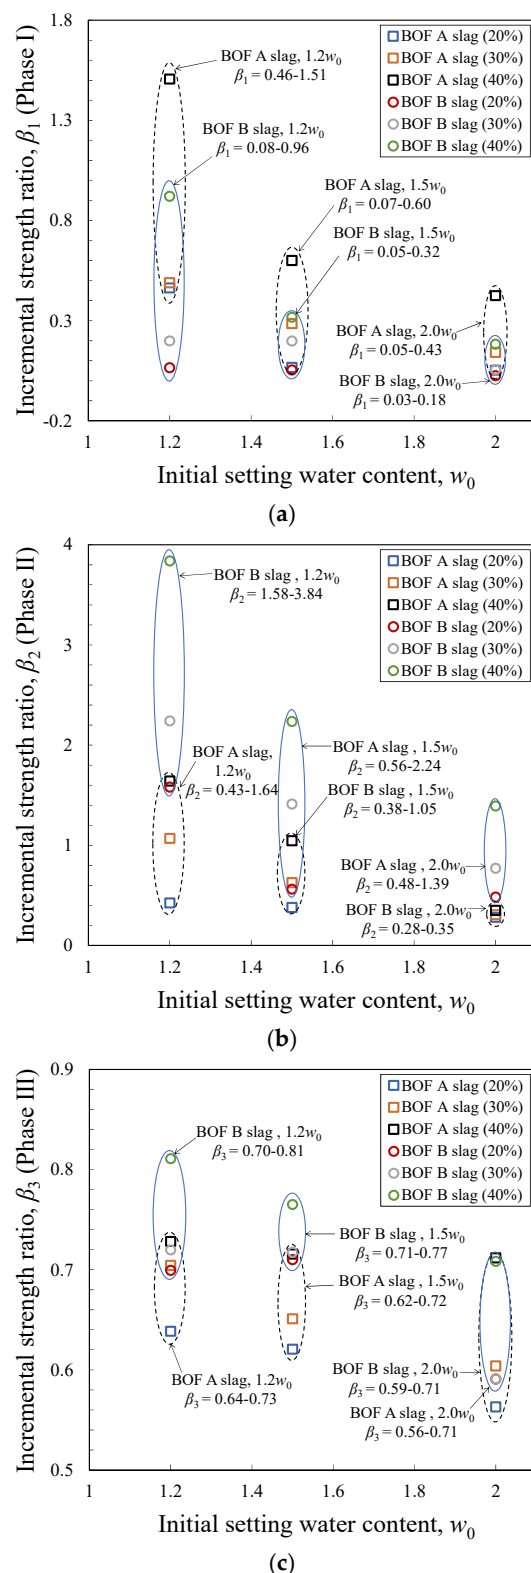 Incremental strength ratio, β1 (Phase I)
1.8
1.3
0.8
0.3
-0.2
BOF A slag, 1.2w0
β1 = 0.46-1.51
BOF B slag, 1.2w0
β1 = 0.08-0.96
BOF A slag, 1.5w0
β1 = 0.07-0.60
BOF B slag, 1.5w0
β1 = 0.05-0.32
BOF A slag, 2.0w0
β1 = 0.05-0.43
BOF B slag, 2.0w0
β1 = 0.03-0.18
BOF A slag (20%)
BOF A slag (30%)
BOF A slag (40%)
BOF B slag (20%)
BOF B slag (30%)
BOF B slag (40%)
1 1.2 1.4 1.6 1.8 2
Initial setting water content, w0
(a)
Incremental strength ratio, β2 (Phase II)
4
3
2
1
0
BOF B slag , 1.2w0
β2 = 1.58-3.84
BOF A slag,
1.2w0
β2 = 0.43-1.64
BOF A slag , 1.5w0
β2 = 0.56-2.24
BOF B slag , 1.5w0
β2 = 0.38-1.05
BOF A slag , 2.0w0
β2 = 0.48-1.39
BOF B slag , 2.0w0
β2 = 0.28-0.35
BOF A slag (20%)
BOF A slag (30%)
BOF A slag (40%)
BOF B slag (20%)
BOF B slag (30%)
BOF B slag (40%)
1 1.2 1.4 1.6 1.8 2
Initial setting water content, w0
(b)
Incremental strength ratio, β3 (Phase III)
0.9
0.8
0.7
0.6
0.5
BOF B slag , 1.2w0
β3 = 0.70-0.81
BOF B slag , 1.5w0
β3 = 0.71-0.77
BOF A slag , 1.5w0
β3 = 0.62-0.72
BOF A slag, 1.2w0
β3 = 0.64-0.73
BOF B slag , 2.0w0
β3 = 0.59-0.71
BOF A slag , 2.0w0
β3 = 0.56-0.71
BOF A slag (20%)
BOF A slag (30%)
BOF A slag (40%)
BOF B slag (20%)
BOF B slag (30%)
BOF B slag (40%)
1 1.2 1.4 1.6 1.8 2
Initial setting water content, w0
(c)